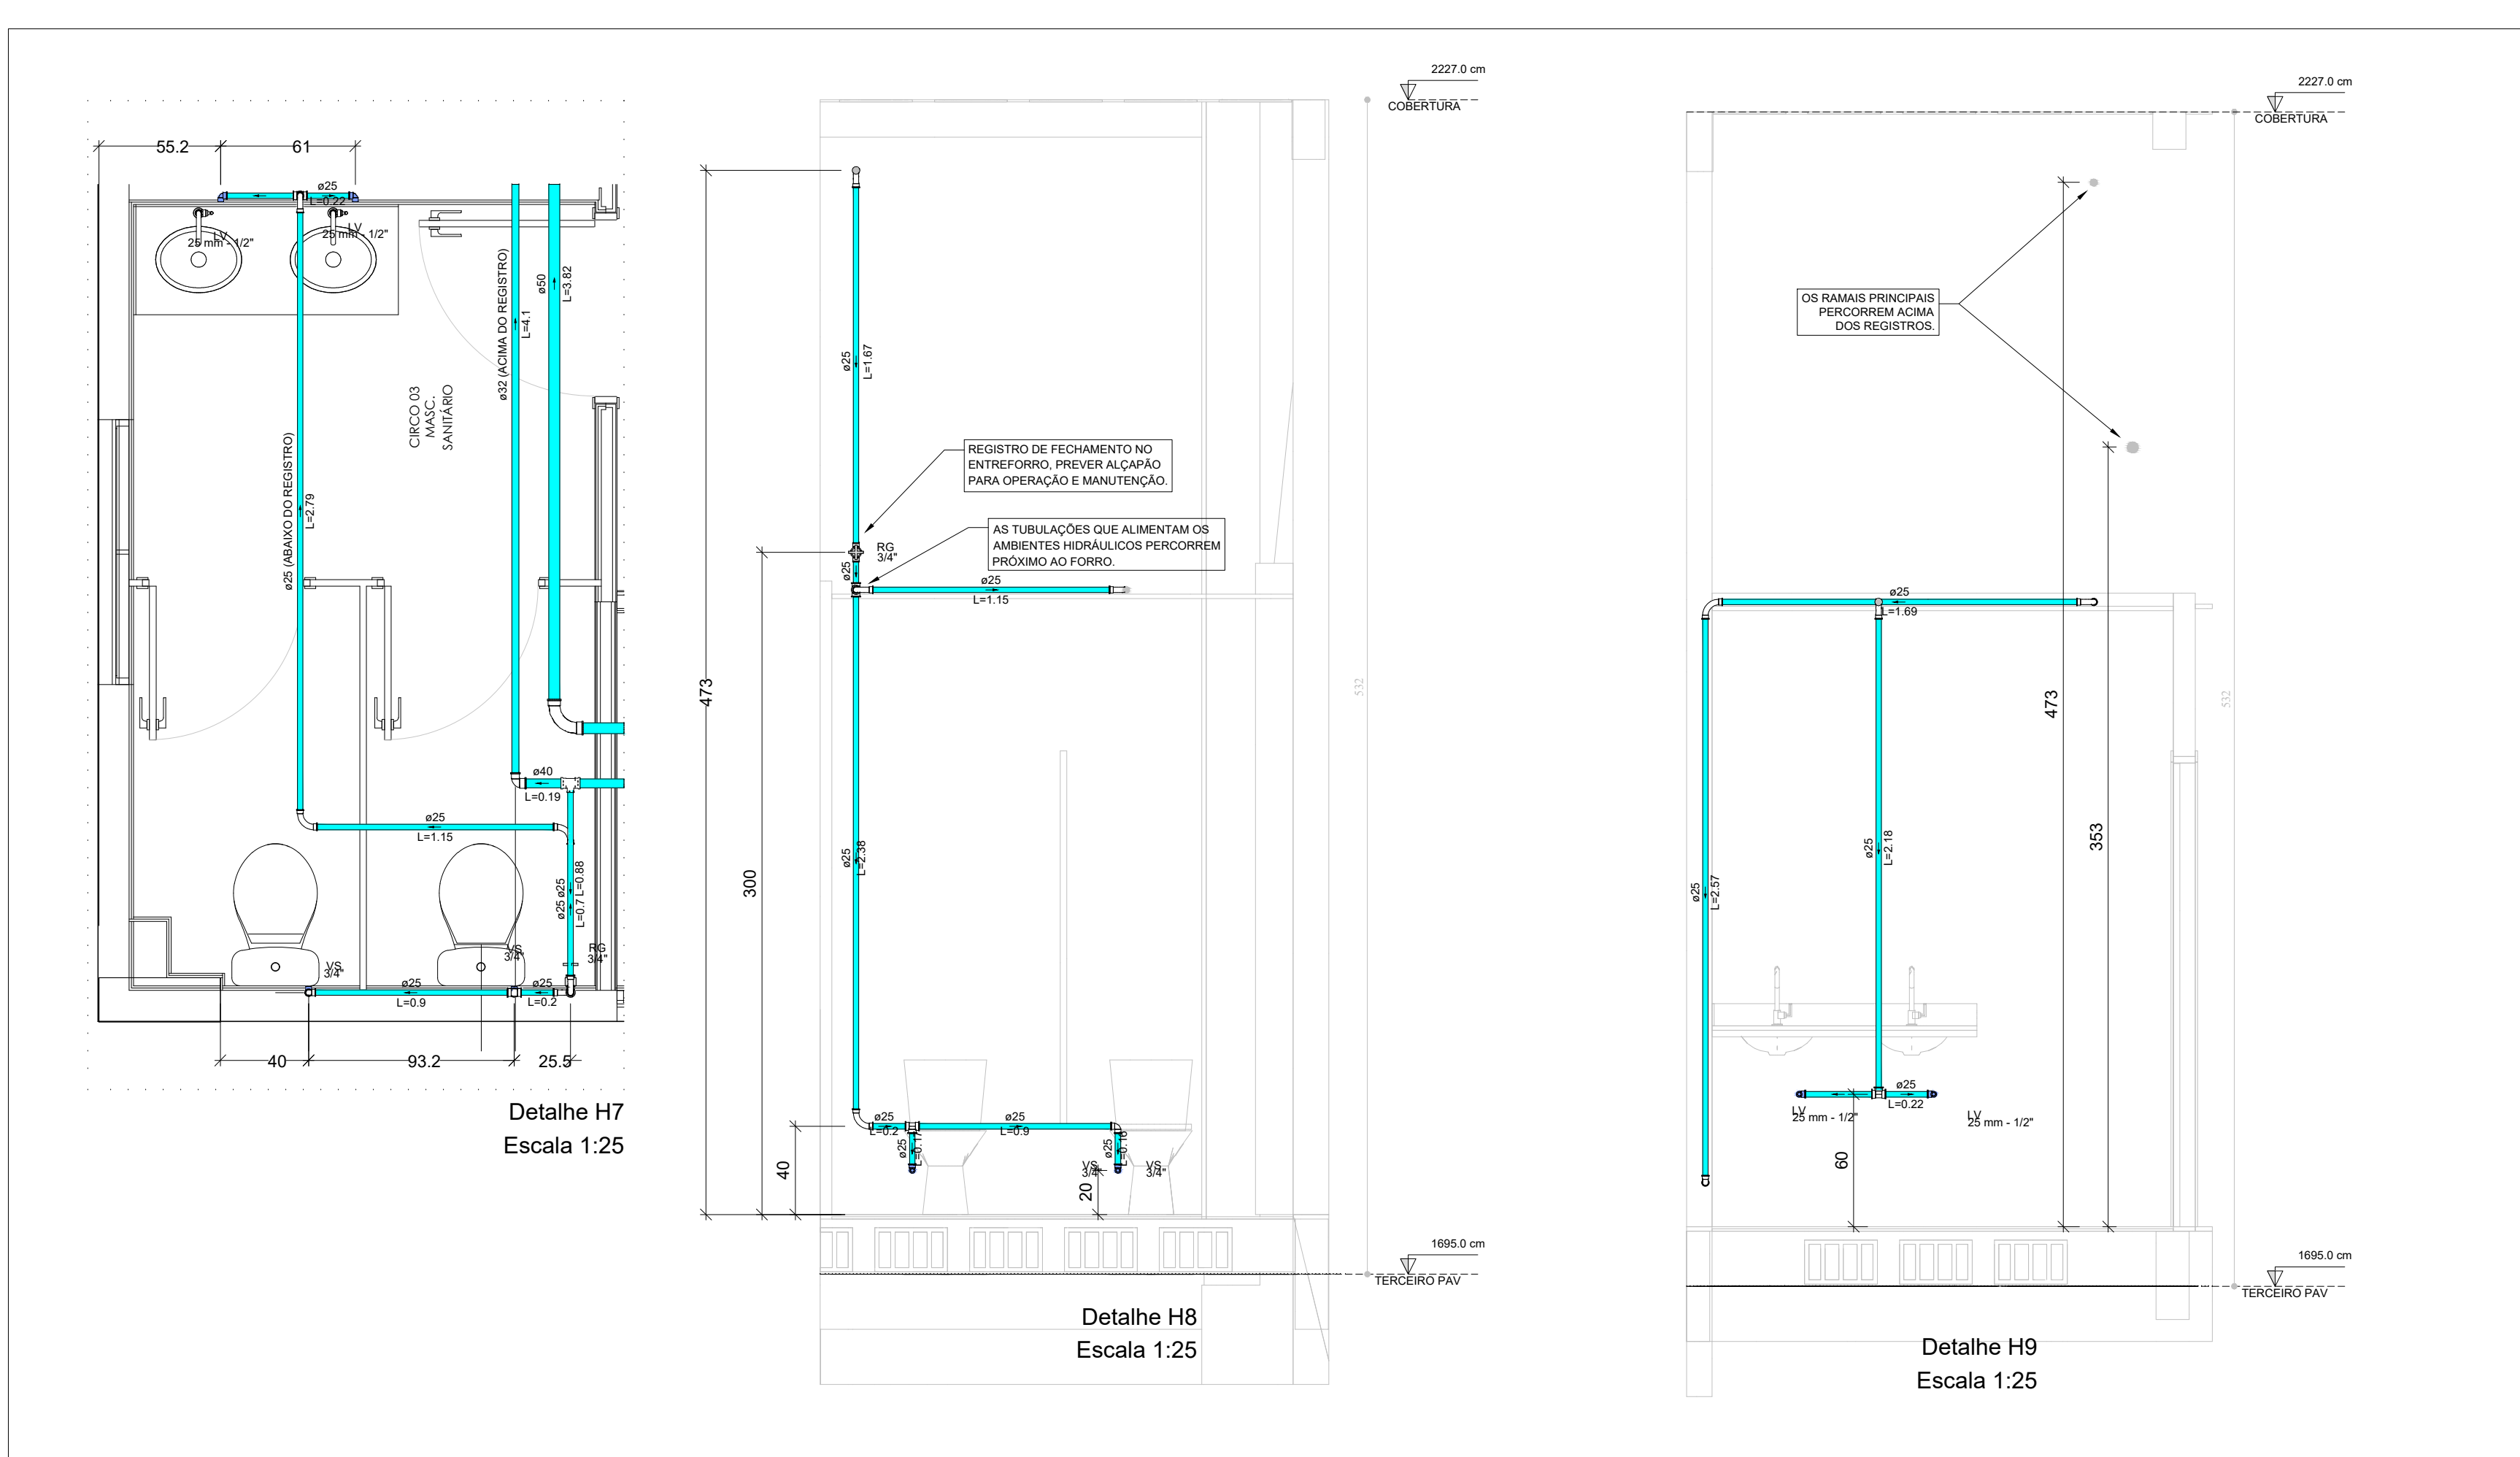 55.2
61
ø25
L=0.22
LV
25 mm - 1/2"
LV
25 mm - 1/2"
ø25 (ABAIXO DO REGISTRO)
L=2.79
CIRCO 03
MASC.
SANITÁRIO
ø32 (ACIMA DO REGISTRO)
L=4.1
ø50
L=3.82
ø40
L=0.19
ø25
L=1.15
ø25 ø25
L=0.7 L=0.88
VS
3/4"
VS
3/4"
RG
3/4"
ø25
L=0.9
ø25
L=0.2
40
93.2
25.5
Detalhe H7
Escala 1:25
2227.0 cm
COBERTURA
473
300
40
20
532
ø25
L=1.67
REGISTRO DE FECHAMENTO NO
ENTREFORRO, PREVER ALÇAPÃO
PARA OPERAÇÃO E MANUTENÇÃO.
AS TUBULAÇÕES QUE ALIMENTAM OS
AMBIENTES HIDRÁULICOS PERCORREM
PRÓXIMO AO FORRO.
RG
3/4"
ø25
ø25
L=1.15
ø25
L=2.38
ø25
L=0.2
ø25
L=0.9
ø25
L=0.17
ø25
L=0.16
VS
3/4"
VS
3/4"
1695.0 cm
TERCEIRO PAV
Detalhe H8
Escala 1:25
2227.0 cm
COBERTURA
OS RAMAIS PRINCIPAIS
PERCORREM ACIMA
DOS REGISTROS.
ø25
L=1.69
473
353
532
ø25
L=2.57
ø25
L=2.18
ø25
L=0.22
LV
25 mm - 1/2"
LV
25 mm - 1/2"
60
1695.0 cm
TERCEIRO PAV
Detalhe H9
Escala 1:25